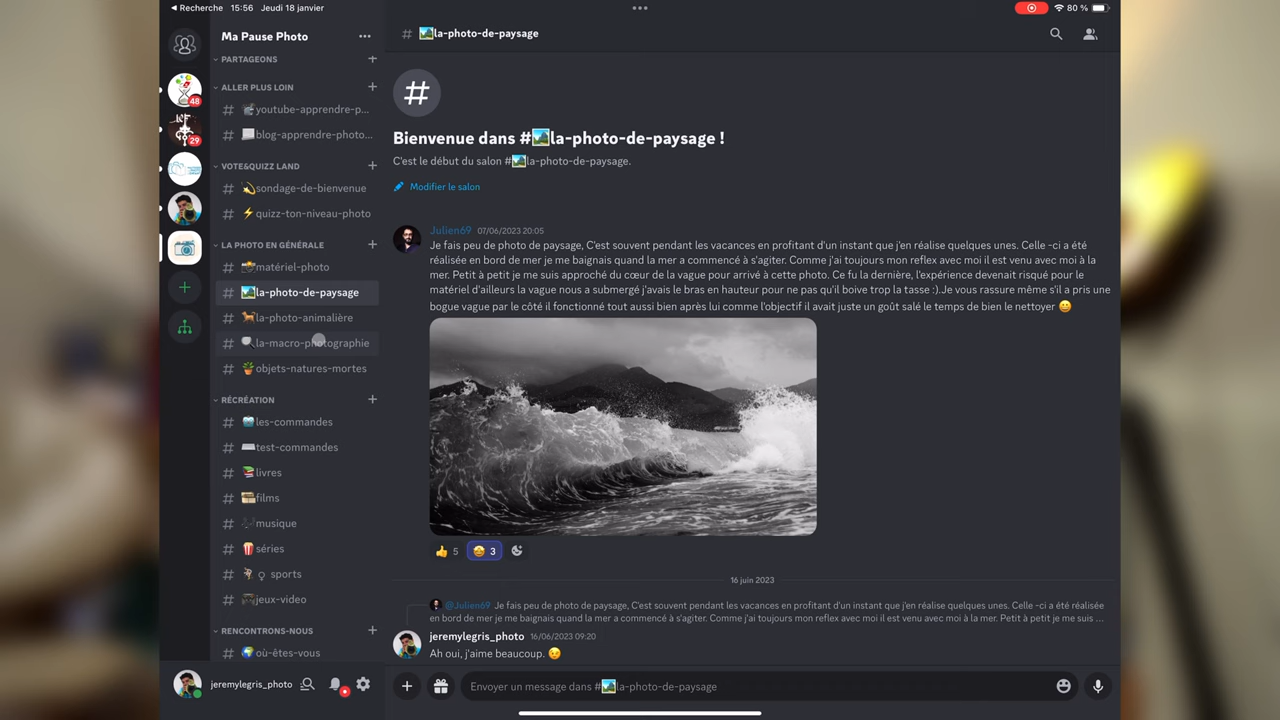 Recherche 15:56 Jeudi 18 janvier
80 %
Ma Pause Photo
PARTAGEONS
ALLER PLUS LOIN
youtube-apprendre-p...
blog-apprendre-photo...
VOTE&QUIZZ LAND
sondage-de-bienvenue
quizz-ton-niveau-photo
LA PHOTO EN GÉNÉRALE
matériel-photo
la-photo-de-paysage
la-photo-animalière
la-macro-photographie
objets-natures-mortes
RÉCRÉATION
les-commandes
test-commandes
livres
films
musique
séries
sports
jeux-video
RENCONTRONS-NOUS
où-êtes-vous
jeremylegris_photo
48
29
# la-photo-de-paysage
#
Bienvenue dans #🏞️la-photo-de-paysage !
C'est le début du salon #🏞️la-photo-de-paysage.
Modifier le salon
Julien69 07/06/2023 20:05
Je fais peu de photo de paysage, C'est souvent pendant les vacances en profitant d'un instant que j'en réalise quelques unes. Celle -ci a été
réalisée en bord de mer je me baignais quand la mer a commencé à s'agiter. Comme j'ai toujours mon reflex avec moi il est venu avec moi à la
mer. Petit à petit je me suis approché du cœur de la vague pour arrivé à cette photo. Ce fu la dernière, l'expérience devenait risqué pour le
matériel d'ailleurs la vague nous a submergé j'avais le bras en hauteur pour ne pas qu'il boive trop la tasse :).Je vous rassure même s'il a pris une
bogue vague par le côté il fonctionné tout aussi bien après lui comme l'objectif il avait juste un goût salé le temps de bien le nettoyer 😄
👍 5 🤩 3
16 juin 2023
@Julien69 Je fais peu de photo de paysage, C'est souvent pendant les vacances en profitant d'un instant que j'en réalise quelques unes. Celle -ci a été réalisée
en bord de mer je me baignais quand la mer a commencé à s'agiter. Comme j'ai toujours mon reflex avec moi il est venu avec moi à la mer. Petit à petit je me suis ...
jeremylegris_photo 16/06/2023 09:20
Ah oui, j'aime beaucoup. 😉
Envoyer un message dans #🏞️la-photo-de-paysage